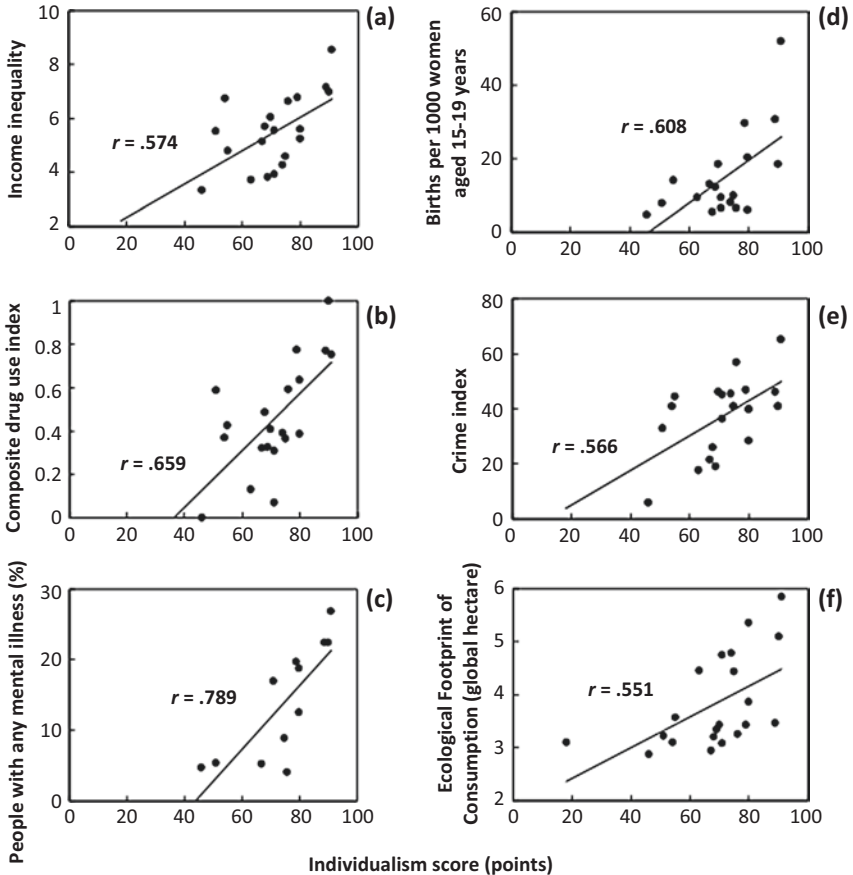 (a)
Income inequality
10
8
6
4
2
r = .574
0 20 40 60 80 100
(b)
Composite drug use index
1
0.8
0.6
0.4
0.2
0
r = .659
0 20 40 60 80 100
(c)
People with any mental illness (%)
30
20
10
0
r = .789
0 20 40 60 80 100
(d)
Births per 1000 women
aged 15-19 years
60
40
20
0
r = .608
0 20 40 60 80 100
(e)
Crime index
80
60
40
20
0
r = .566
0 20 40 60 80 100
(f)
Ecological Footprint of
Consumption (global hectare)
6
5
4
3
2
r = .551
0 20 40 60 80 100
Individualism score (points)